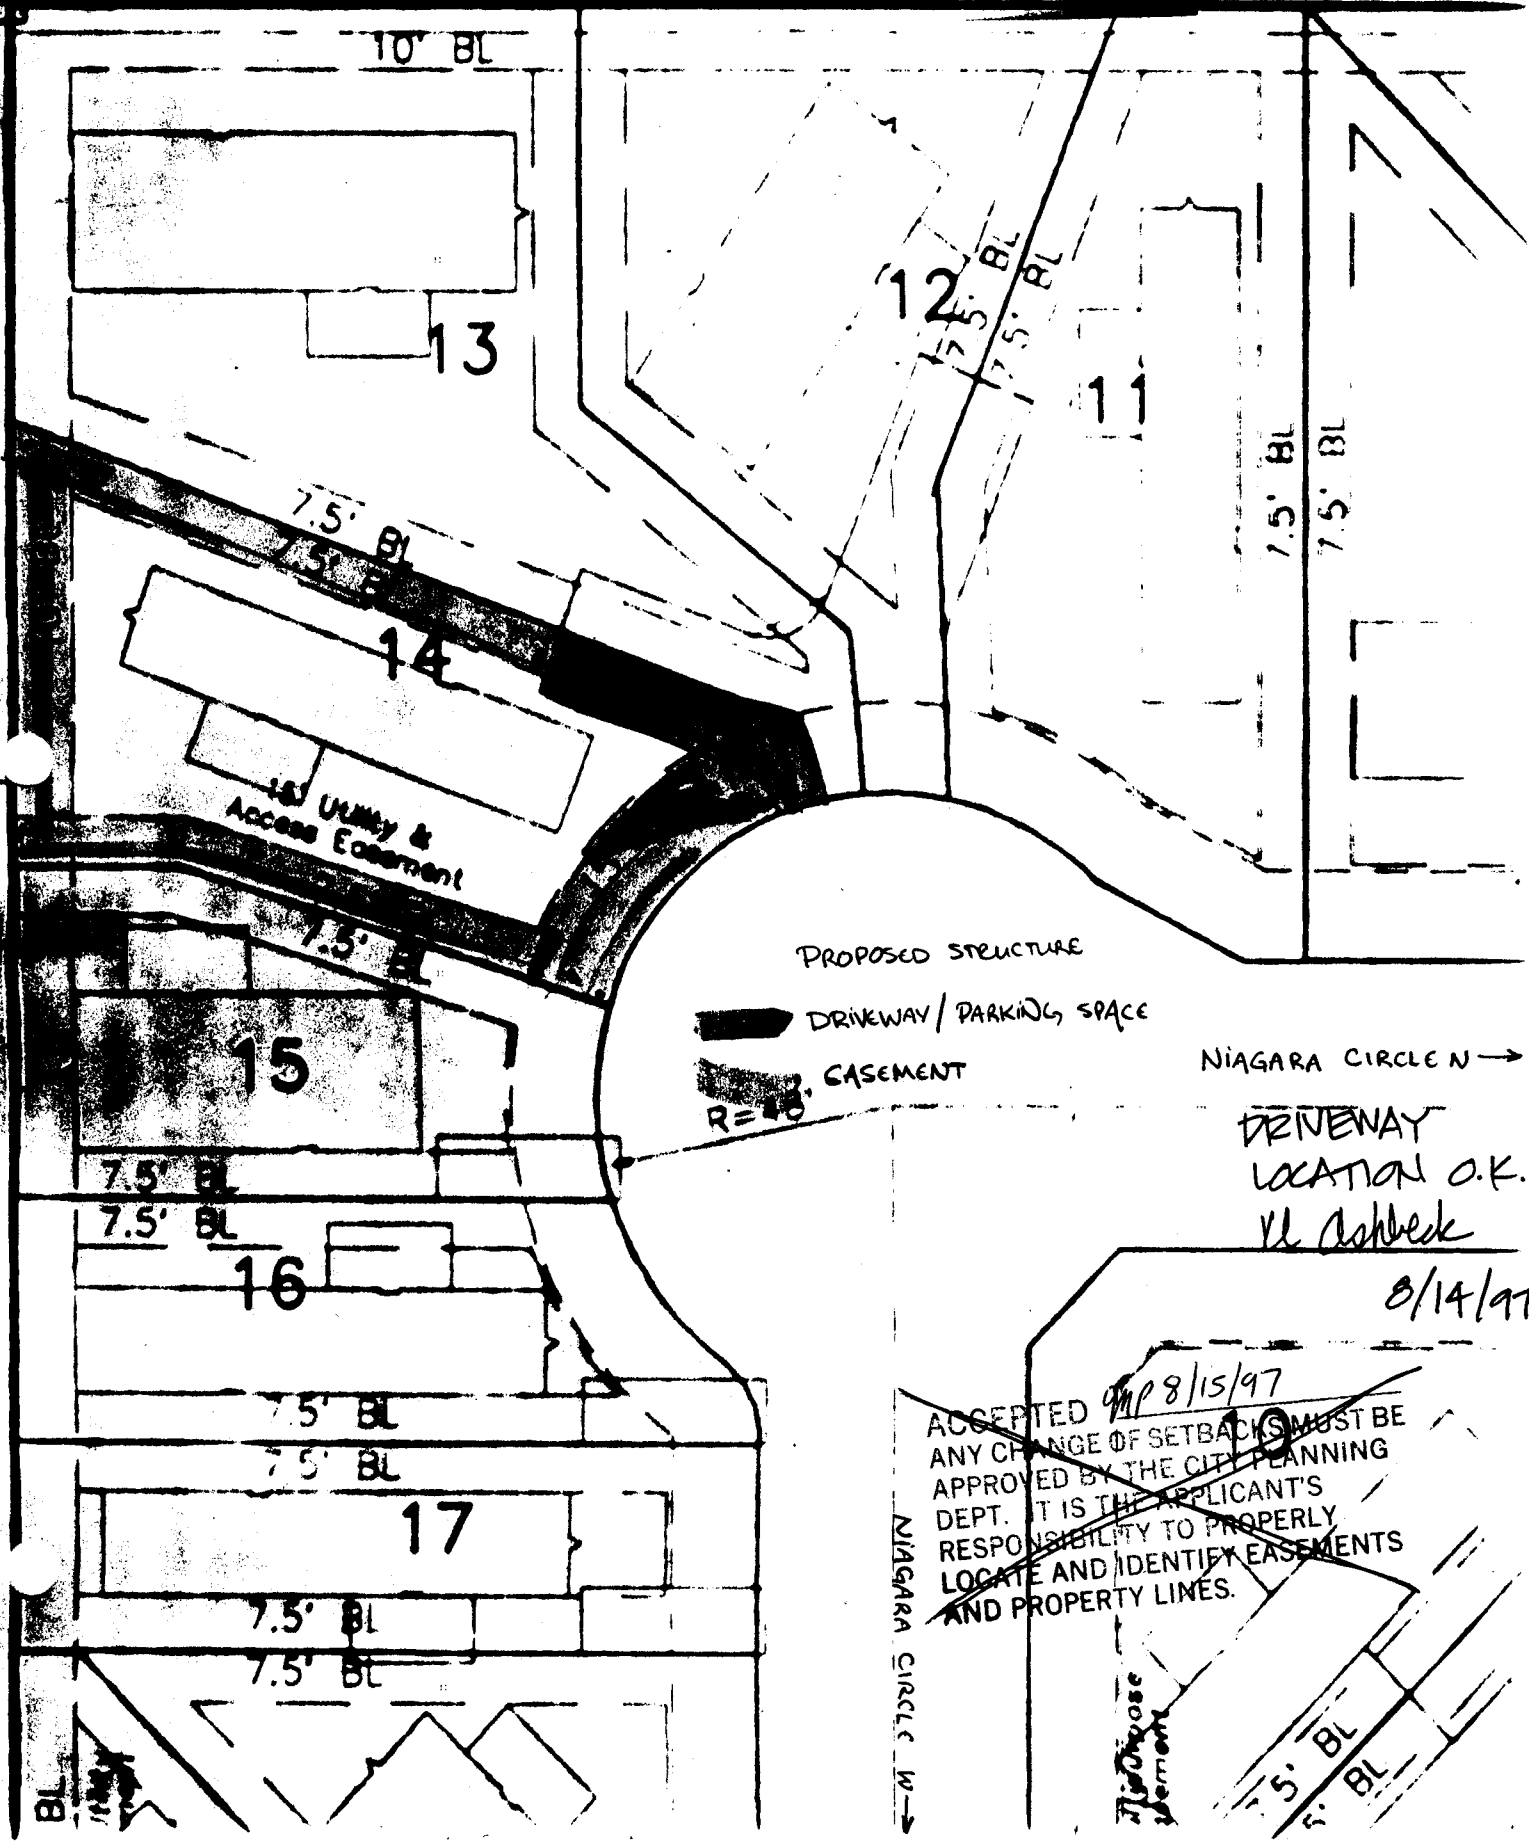 10' BL
13
12
7.5' BL
7.5' BL
11
7.5' BL
7.5' BL
7.5' BL
7.5' BL
14
15' Utility &
Access Easement
7.5' BL
15
PROPOSED STRUCTURE
DRIVEWAY/PARKING SPACE
EASEMENT
R=48'
NIAGARA CIRCLE N
DRIVEWAY
LOCATION O.K.
8/14/97
7.5' BL
7.5' BL
16
7.5' BL
7.5' BL
17
7.5' BL
7.5' BL
BL
NIAGARA CIRCLE W
10
ACCEPTED 8/15/97
ANY CHANGE OF SETBACKS MUST BE
APPROVED BY THE CITY PLANNING
DEPT. IT IS THE APPLICANT'S
RESPONSIBILITY TO PROPERLY
LOCATE AND IDENTIFY EASEMENTS
AND PROPERTY LINES.
5' BL
5' BL